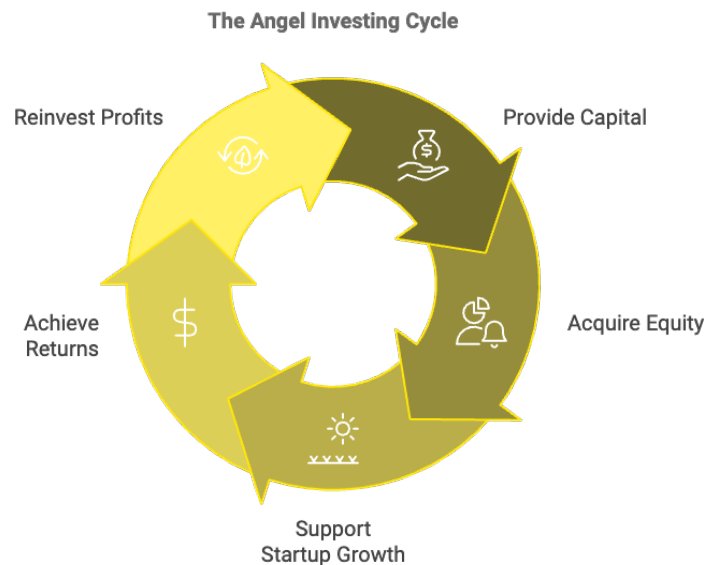 The Angel Investing Cycle
Reinvest Profits
Provide Capital
$
Achieve
Returns
$
Acquire Equity
Support
Startup Growth